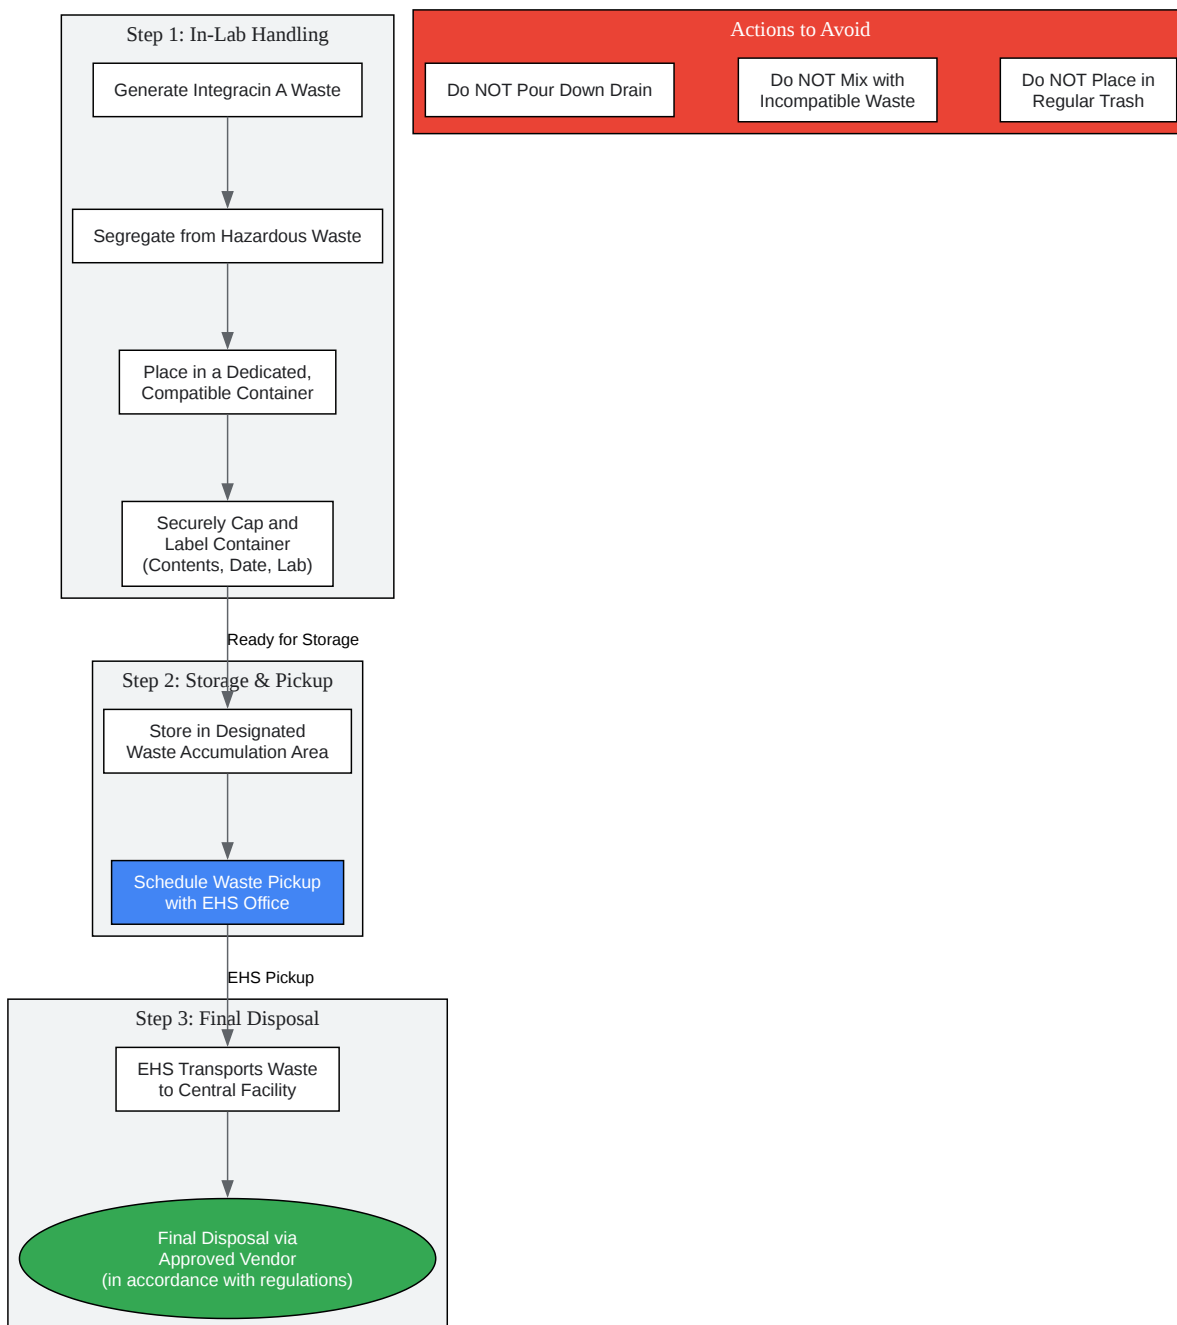 Step 1: In-Lab Handling
Generate Integracin A Waste
Segregate from Hazardous Waste
Place in a Dedicated,
Compatible Container
Securely Cap and
Label Container
(Contents, Date, Lab)
Ready for Storage
Step 2: Storage & Pickup
Store in Designated
Waste Accumulation Area
Schedule Waste Pickup
with EHS Office
EHS Pickup
Step 3: Final Disposal
EHS Transports Waste
to Central Facility
Final Disposal via
Approved Vendor
(in accordance with regulations)
Actions to Avoid
Do NOT Pour Down Drain
Do NOT Mix with
Incompatible Waste
Do NOT Place in
Regular Trash